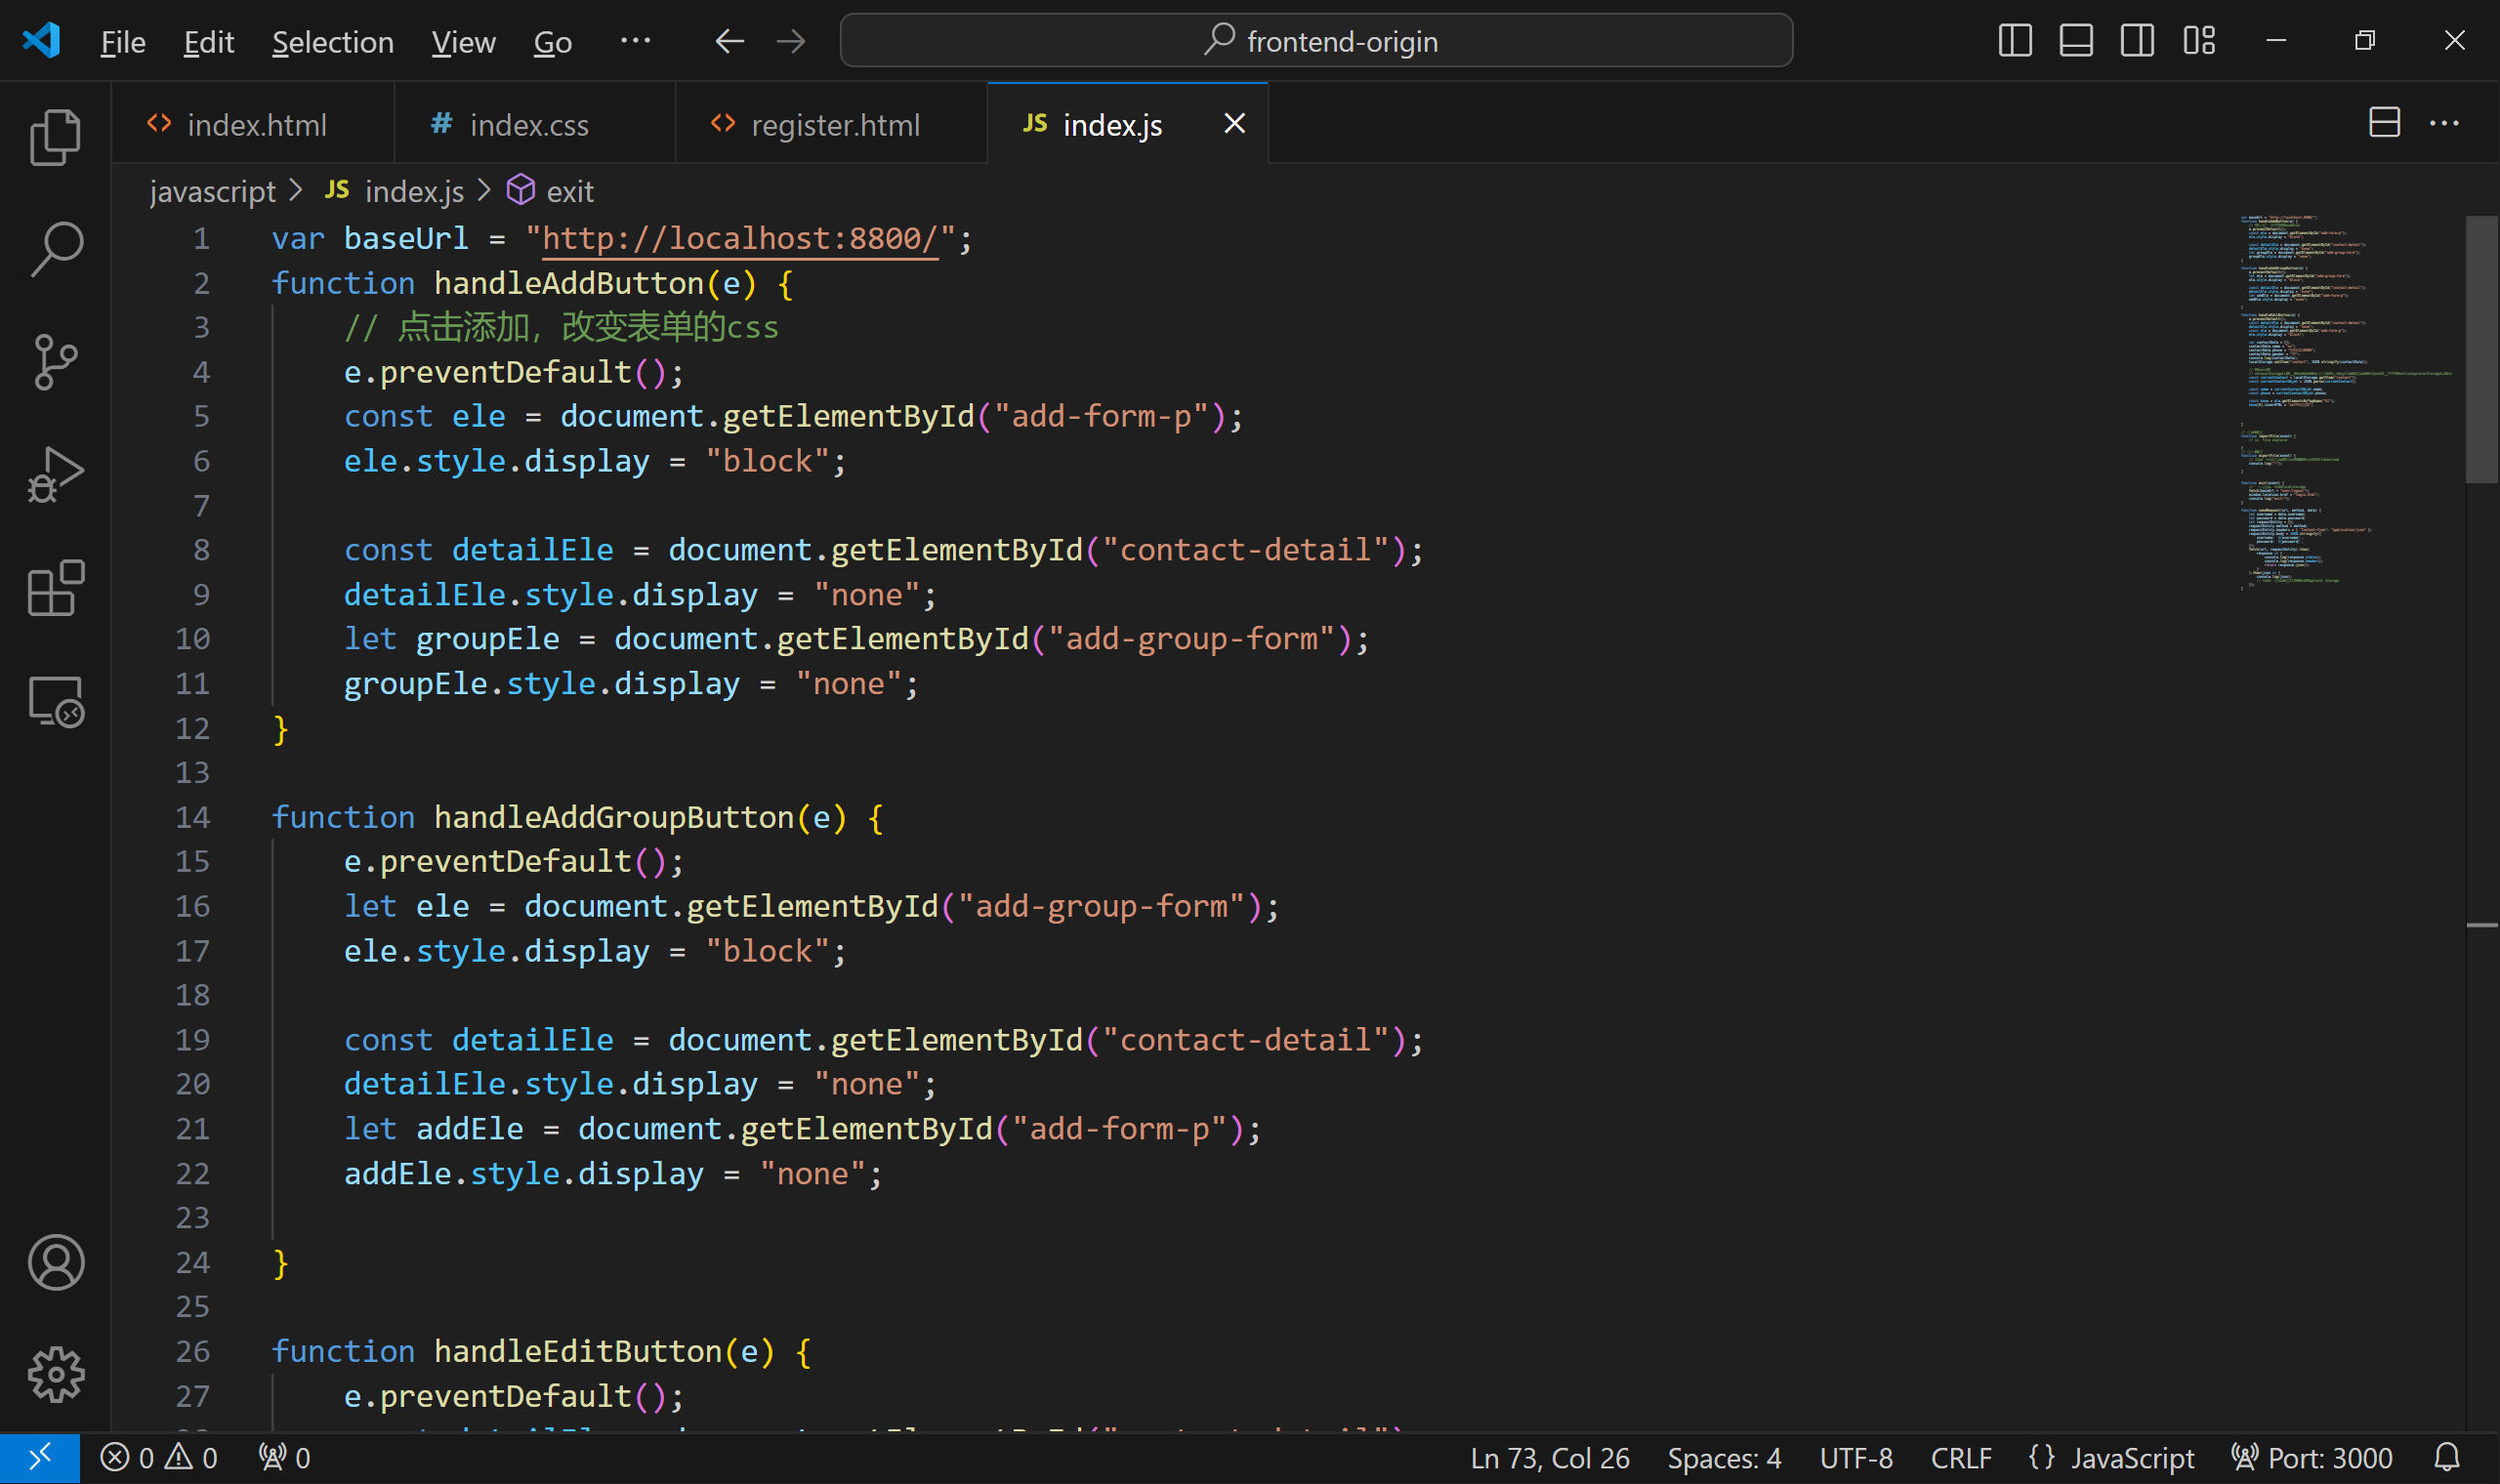 File Edit Selection View Go ··· frontend-origin
index.html # index.css register.html JS index.js
javascript > JS index.js > exit
1 var baseUrl = "http://localhost:8800/";
2 function handleAddButton(e) {
3 // 点击添加，改变表单的css
4 e.preventDefault();
5 const ele = document.getElementById("add-form-p");
6 ele.style.display = "block";
7
8 const detailEle = document.getElementById("contact-detail");
9 detailEle.style.display = "none";
10 let groupEle = document.getElementById("add-group-form");
11 groupEle.style.display = "none";
12 }
13
14 function handleAddGroupButton(e) {
15 e.preventDefault();
16 let ele = document.getElementById("add-group-form");
17 ele.style.display = "block";
18
19 const detailEle = document.getElementById("contact-detail");
20 detailEle.style.display = "none";
21 let addEle = document.getElementById("add-form-p");
22 addEle.style.display = "none";
23
24 }
25
26 function handleEditButton(e) {
27 e.preventDefault();
0 0 0 Ln 73, Col 26 Spaces: 4 UTF-8 CRLF {} JavaScript Port: 3000